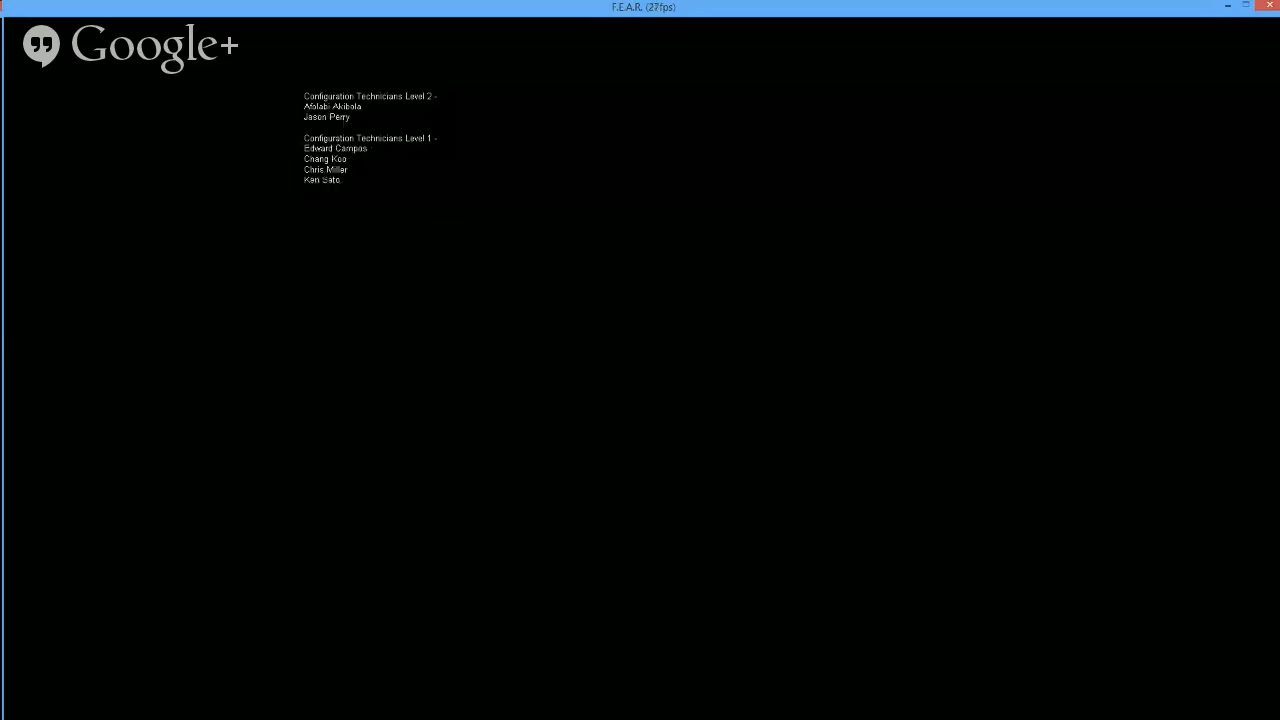 F.E.A.R. (27fps)
Google+
Configuration Technicians Level 2 -
Afolabi Akibola
Jason Perry
Configuration Technicians Level 1 -
Edward Campos
Chang Koo
Chris Miller
Ken Sato